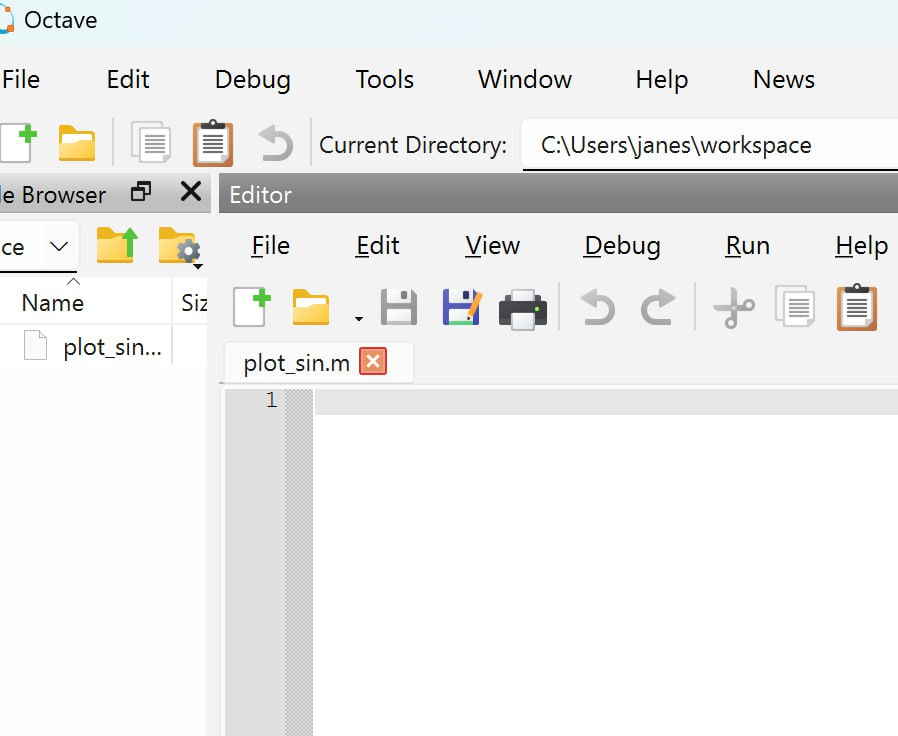 Octave
File Edit Debug Tools Window Help News
Current Directory: C:\Users\janes\workspace
le Browser
Editor
ce
File Edit View Debug Run Help
Name Siz
plot_sin...
plot_sin.m
1